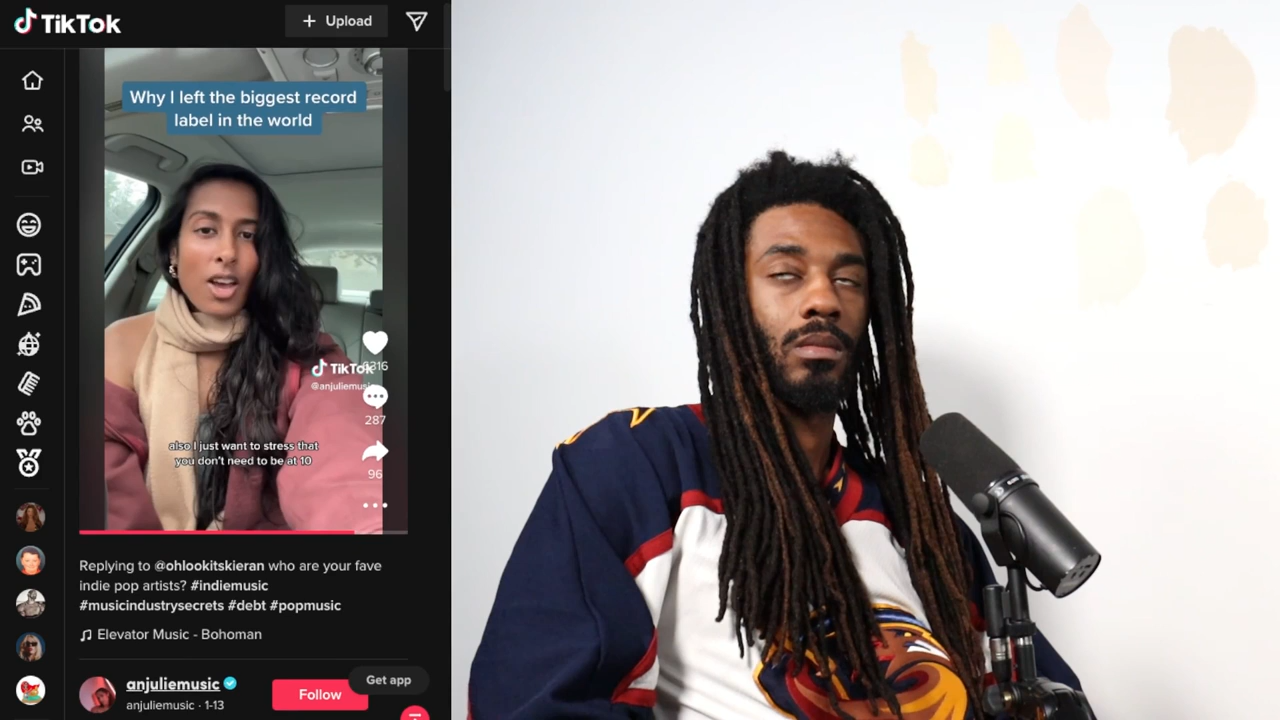 TikTok
+ Upload
Why I left the biggest record
label in the world
TikTok
@anjuliemusic
6316
287
also I just want to stress that
you don't need to be at 10
96
Replying to @ohlookitskieran who are your fave
indie pop artists? #indiemusic
#musicindustrysecrets #debt #popmusic
Elevator Music - Bohoman
anjuliemusic
anjuliemusic · 1-13
Follow
Get app